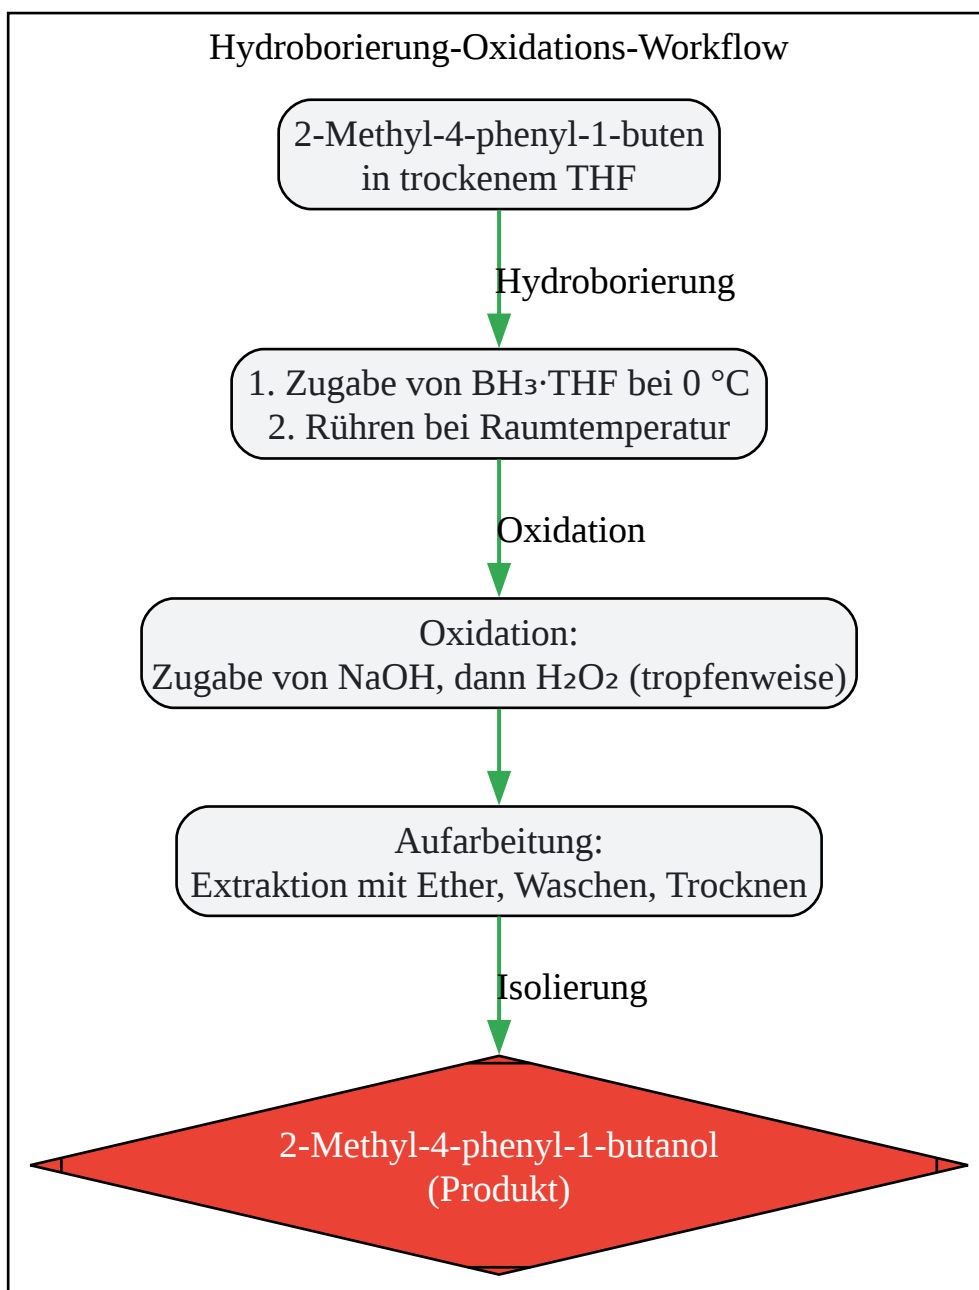 Hydroborierung-Oxidations-Workflow
2-Methyl-4-phenyl-1-buten
in trockenem THF
Hydroborierung
1. Zugabe von BH₃·THF bei 0 °C
2. Rühren bei Raumtemperatur
Oxidation
Oxidation:
Zugabe von NaOH, dann H₂O₂ (tropfenweise)
Aufarbeitung:
Extraktion mit Ether, Waschen, Trocknen
Isolierung
2-Methyl-4-phenyl-1-butanol
(Produkt)